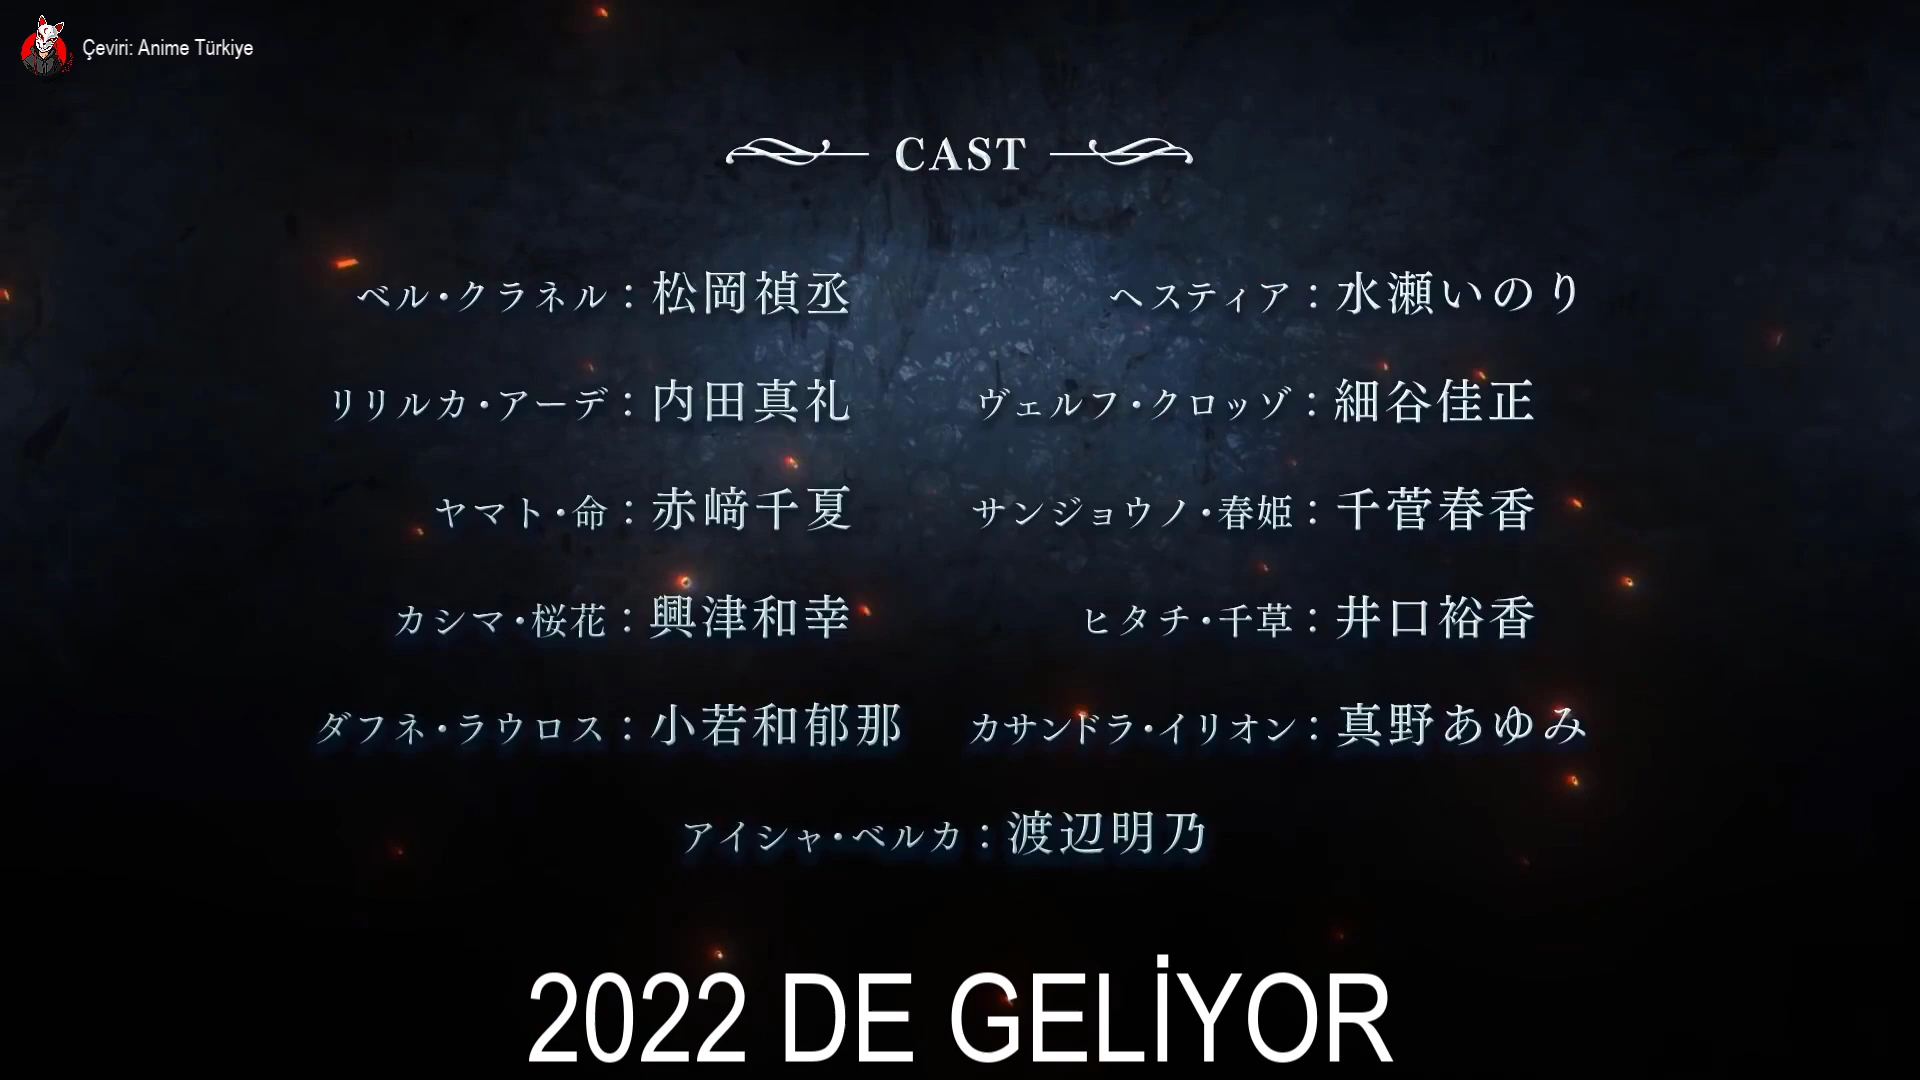 Çeviri: Anime Türkiye
CAST
ベル・クラネル：松岡禎丞
ヘスティア：水瀬いのり
リリルカ・アーデ：内田真礼
ヴェルフ・クロッゾ：細谷佳正
ヤマト・命：赤﨑千夏
サンジョウノ・春姫：千菅春香
カシマ・桜花：興津和幸
ヒタチ・千草：井口裕香
ダフネ・ラウロス：小若和郁那
カサンドラ・イリオン：真野あゆみ
アイシャ・ベルカ：渡辺明乃
2022 DE GELİYOR